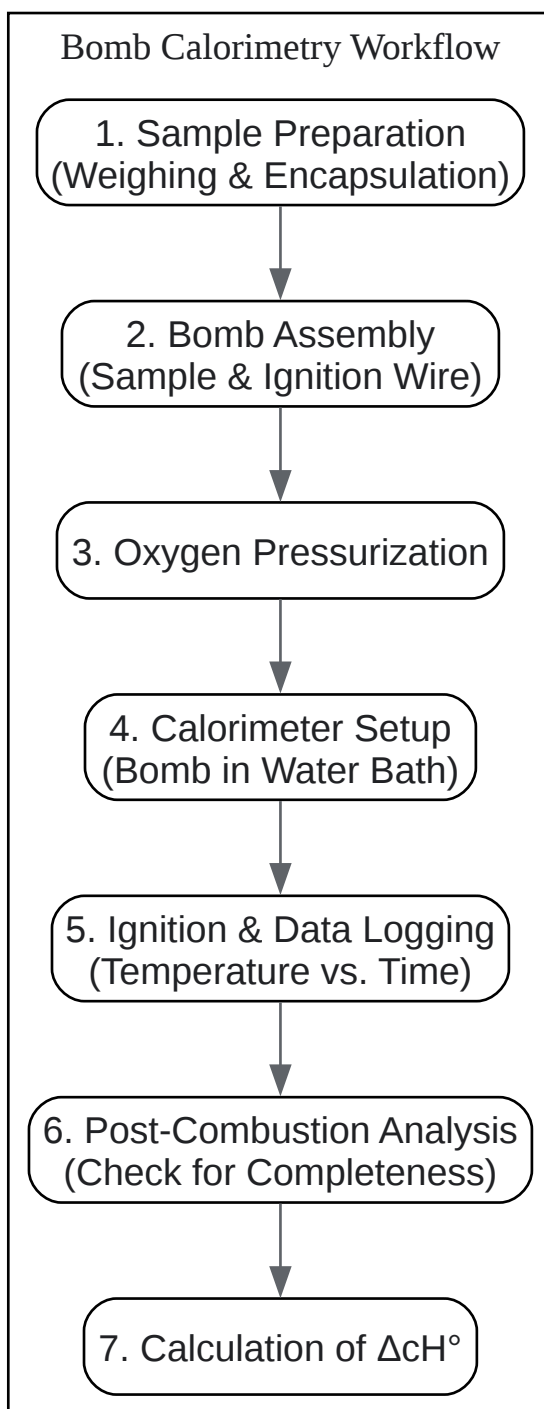 Bomb Calorimetry Workflow
1. Sample Preparation
(Weighing & Encapsulation)
2. Bomb Assembly
(Sample & Ignition Wire)
3. Oxygen Pressurization
4. Calorimeter Setup
(Bomb in Water Bath)
5. Ignition & Data Logging
(Temperature vs. Time)
6. Post-Combustion Analysis
(Check for Completeness)
7. Calculation of ΔcH°